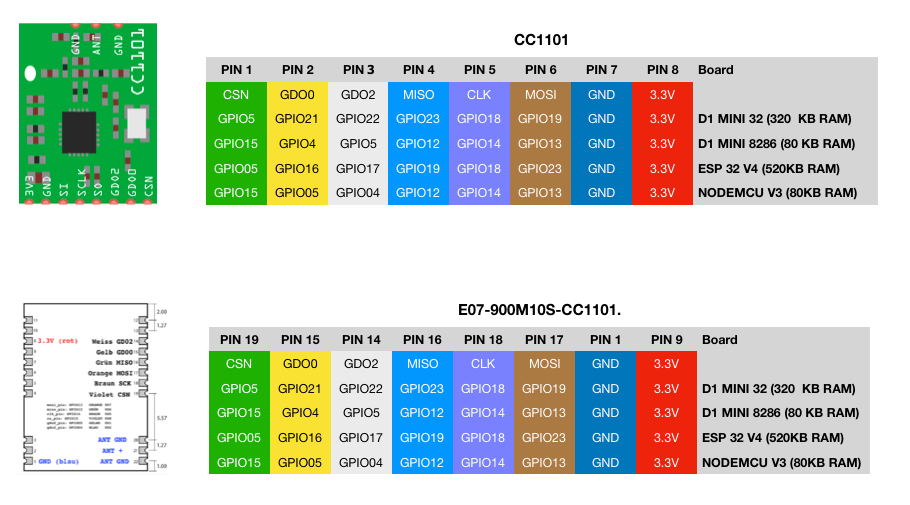 GND ANT GND
CC1101
3V3 GND SI SCLK SO GDO2 GDO0 CSN
CC1101
PIN 1 PIN 2 PIN 3 PIN 4 PIN 5 PIN 6 PIN 7 PIN 8 Board
CSN GDO0 GDO2 MISO CLK MOSI GND 3.3V
GPIO5 GPIO21 GPIO22 GPIO23 GPIO18 GPIO19 GND 3.3V D1 MINI 32 (320 KB RAM)
GPIO15 GPIO4 GPIO5 GPIO12 GPIO14 GPIO13 GND 3.3V D1 MINI 8286 (80 KB RAM)
GPIO05 GPIO16 GPIO17 GPIO19 GPIO18 GPIO23 GND 3.3V ESP 32 V4 (520KB RAM)
GPIO15 GPIO05 GPIO04 GPIO12 GPIO14 GPIO13 GND 3.3V NODEMCU V3 (80KB RAM)
2.00
1.27
3.3V (rot) Weiss GDO2
Gelb GDO0
Grün MISO
Orange MOSI
Braun SCK
Violet CSN
5.57
ANT GND
1.27
ANT +
GND (blau) ANT GND
1.00
E07-900M10S-CC1101.
PIN 19 PIN 15 PIN 14 PIN 16 PIN 18 PIN 17 PIN 1 PIN 9 Board
CSN GDO0 GDO2 MISO CLK MOSI GND 3.3V
GPIO5 GPIO21 GPIO22 GPIO23 GPIO18 GPIO19 GND 3.3V D1 MINI 32 (320 KB RAM)
GPIO15 GPIO4 GPIO5 GPIO12 GPIO14 GPIO13 GND 3.3V D1 MINI 8286 (80 KB RAM)
GPIO05 GPIO16 GPIO17 GPIO19 GPIO18 GPIO23 GND 3.3V ESP 32 V4 (520KB RAM)
GPIO15 GPIO05 GPIO04 GPIO12 GPIO14 GPIO13 GND 3.3V NODEMCU V3 (80KB RAM)